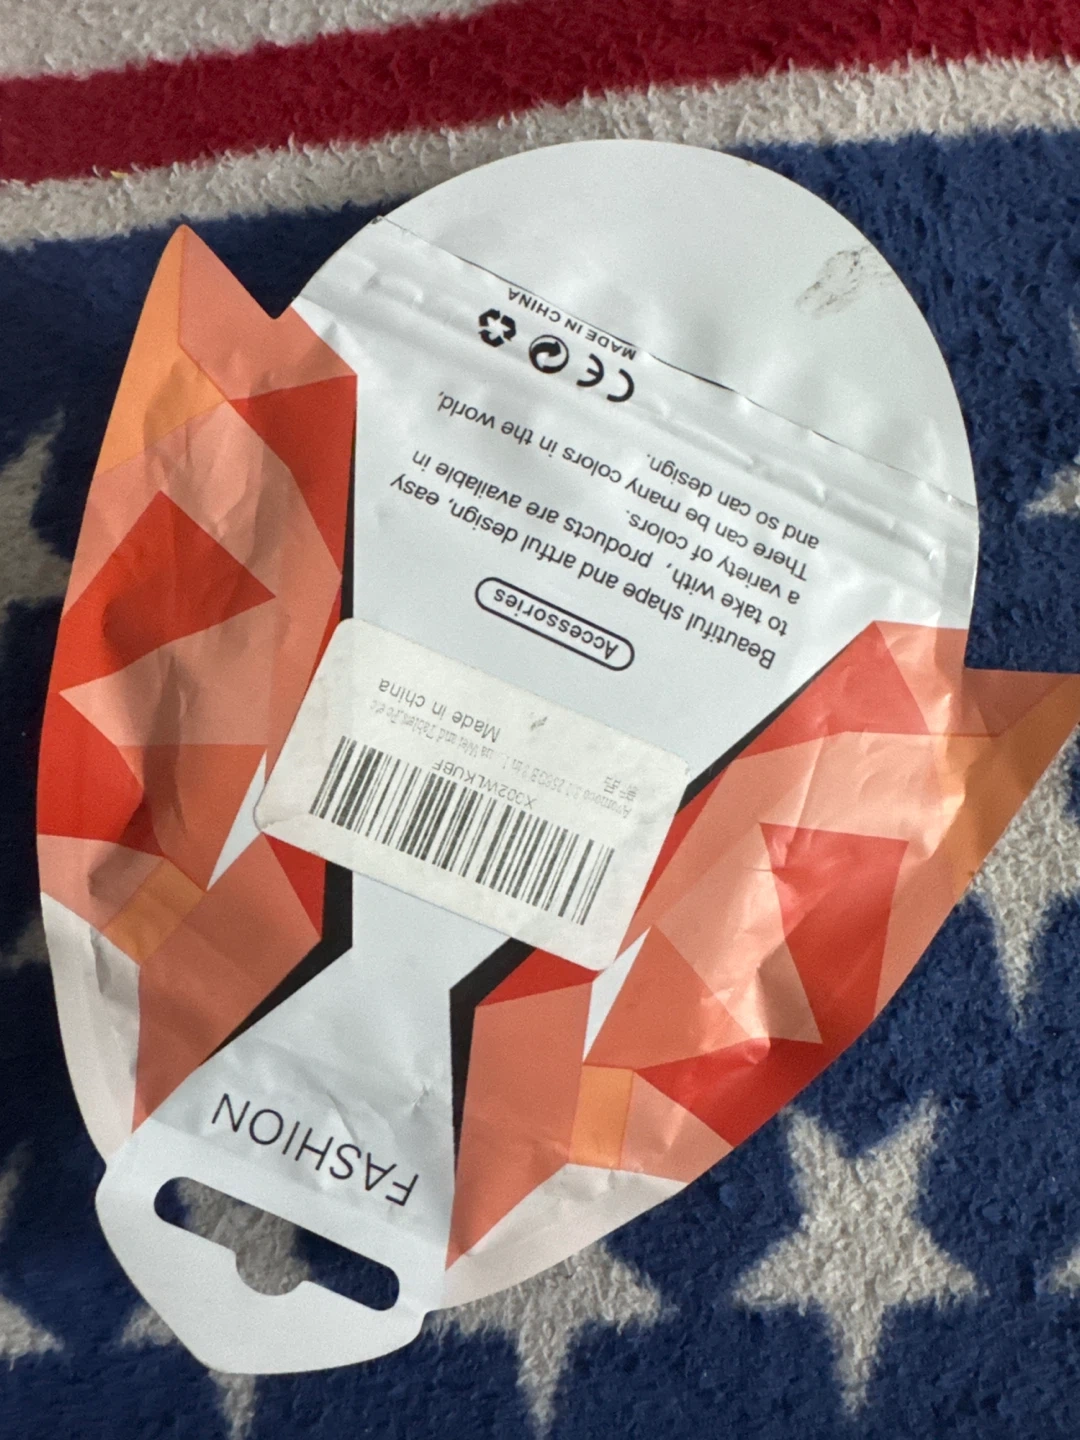 FASHION
X002WLKUBF
Made in china
Accessories
Beautiful shape and artful design, easy
to take with, products are available in
a variety of colors.
There can be many colors in the world,
and so can design.
CE
MADE IN CHINA